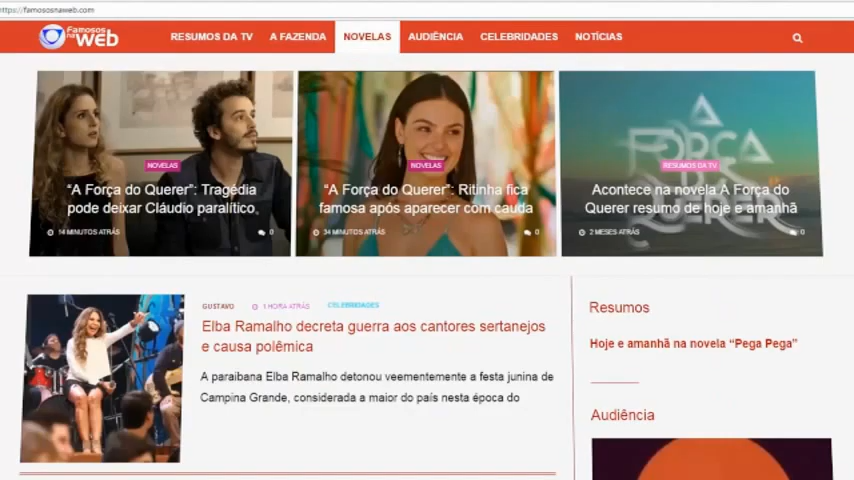 https://famososnaweb.com
Famosos
na web
RESUMOS DA TV
A FAZENDA
NOVELAS
AUDIÊNCIA
CELEBRIDADES
NOTÍCIAS
NOVELAS
“A Força do Querer”: Tragédia
pode deixar Cláudio paralítico
14 MINUTOS ATRÁS
0
NOVELAS
“A Força do Querer”: Ritinha fica
famosa após aparecer com cauda
34 MINUTOS ATRÁS
0
A
FORÇA
DO
QUERER
RESUMOS DA TV
Acontece na novela A Força do
Querer resumo de hoje e amanhã
2 MESES ATRÁS
0
GUSTAVO
1 HORA ATRÁS
CELEBRIDADES
Elba Ramalho decreta guerra aos cantores sertanejos
e causa polêmica
A paraibana Elba Ramalho detonou veementemente a festa junina de
Campina Grande, considerada a maior do país nesta época do
Resumos
Hoje e amanhã na novela “Pega Pega”
Audiência